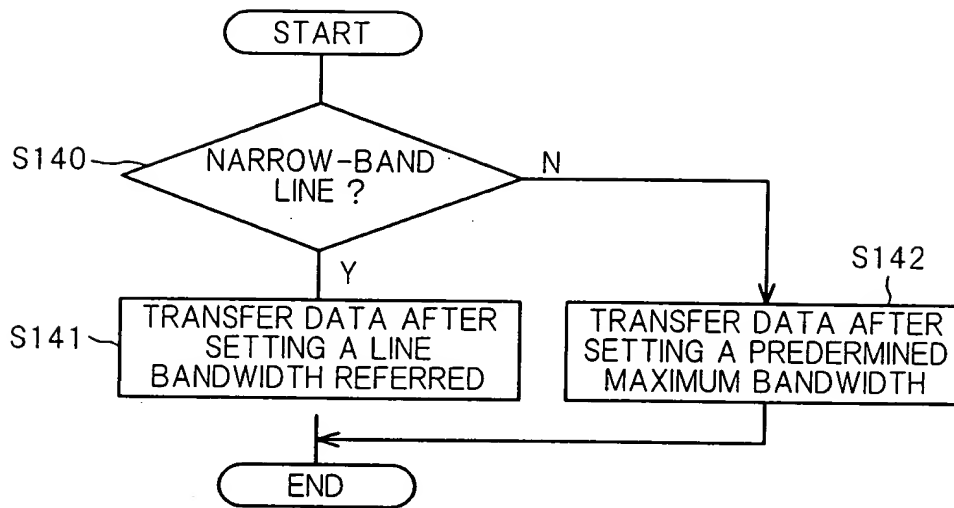 START
S140
NARROW-BAND
LINE ?
N
Y
S142
S141
TRANSFER DATA AFTER
SETTING A LINE
BANDWIDTH REFERRED
TRANSFER DATA AFTER
SETTING A PREDERMINED
MAXIMUM BANDWIDTH
END